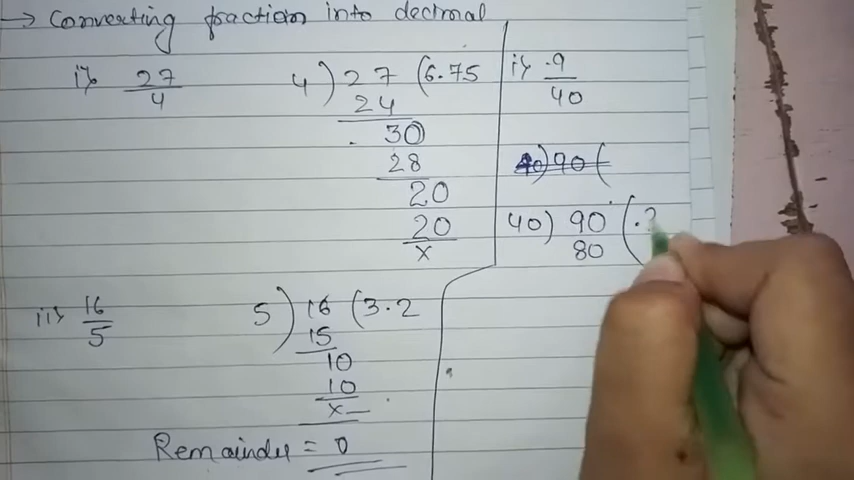 → Converting fraction into decimal
i> 27/4
4 ) 27 ( 6.75
24
30
28
20
20
x
ii> 16/5
5 ) 16 ( 3.2
15
10
10
x
Remainder = 0
i> .9/40
40 ) 90 (
40 ) 90 ( .2
80